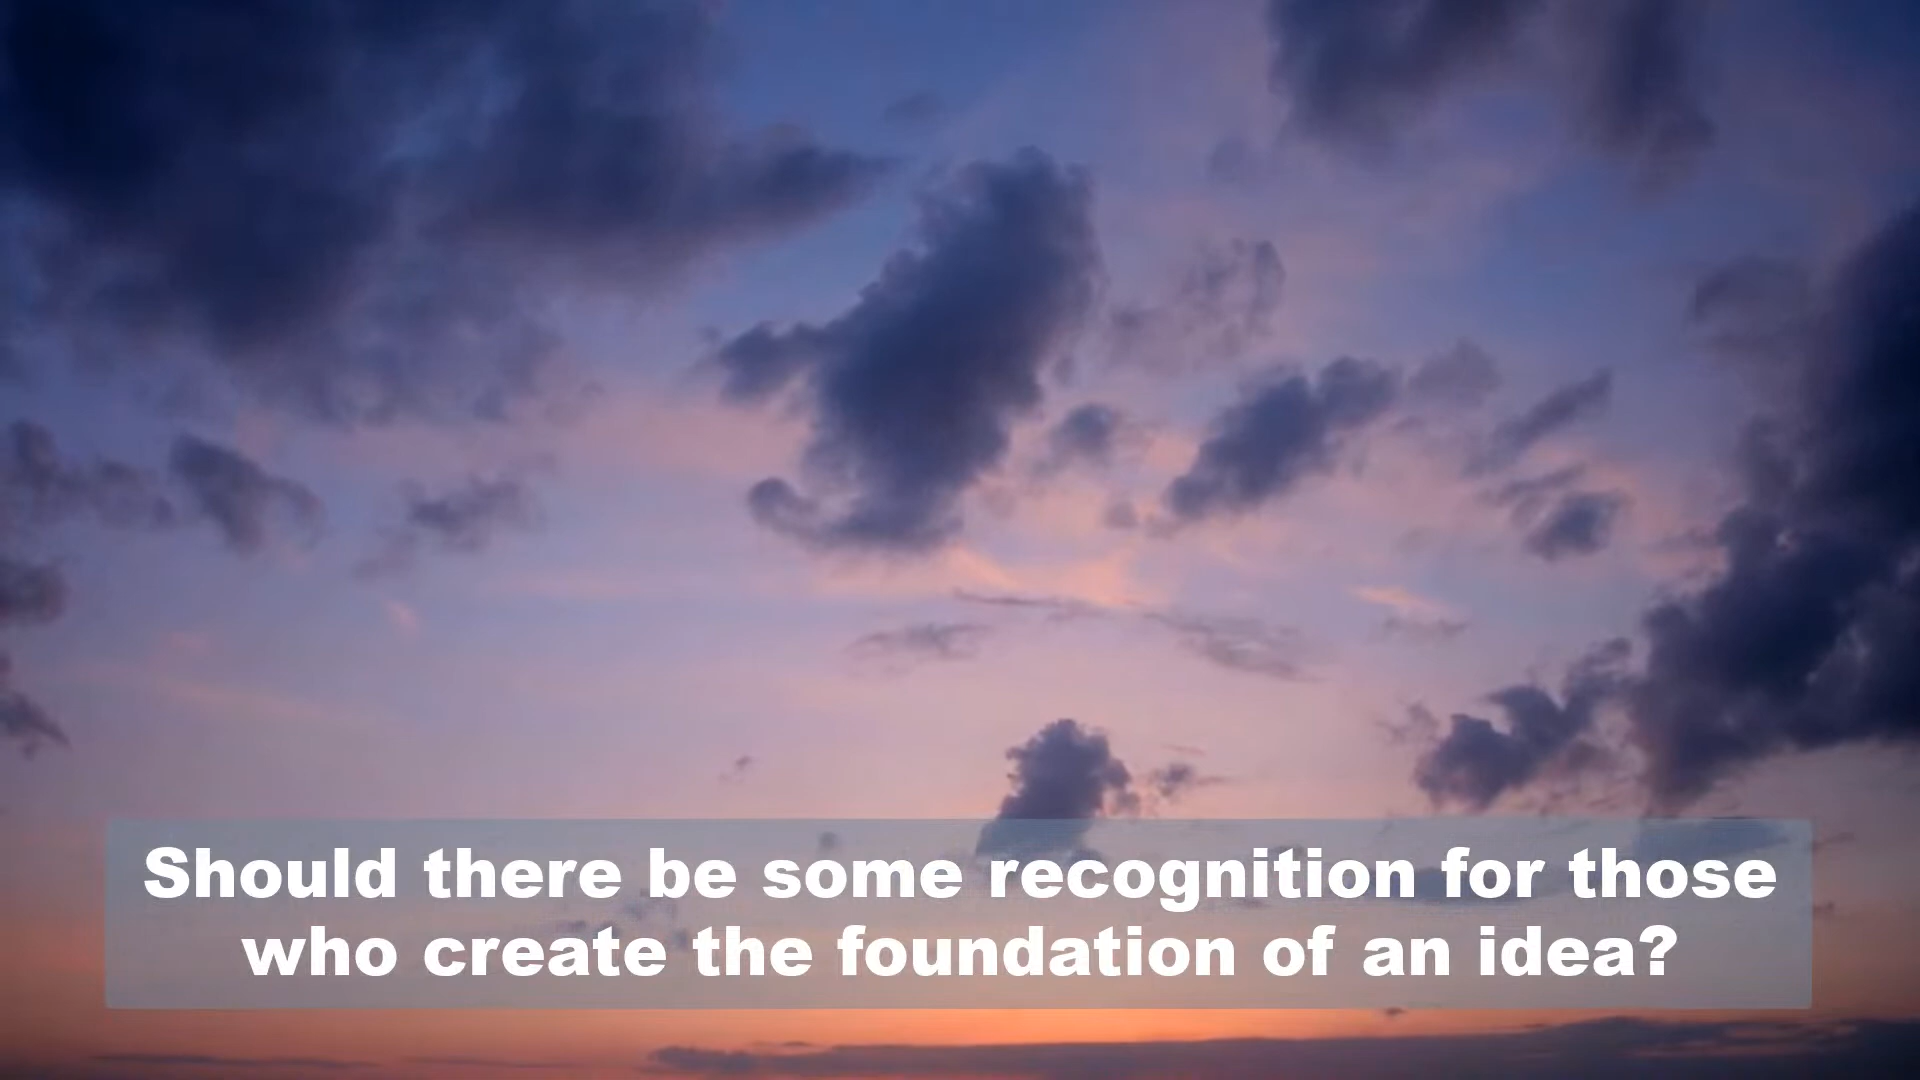 Should there be some recognition for those
who create the foundation of an idea?